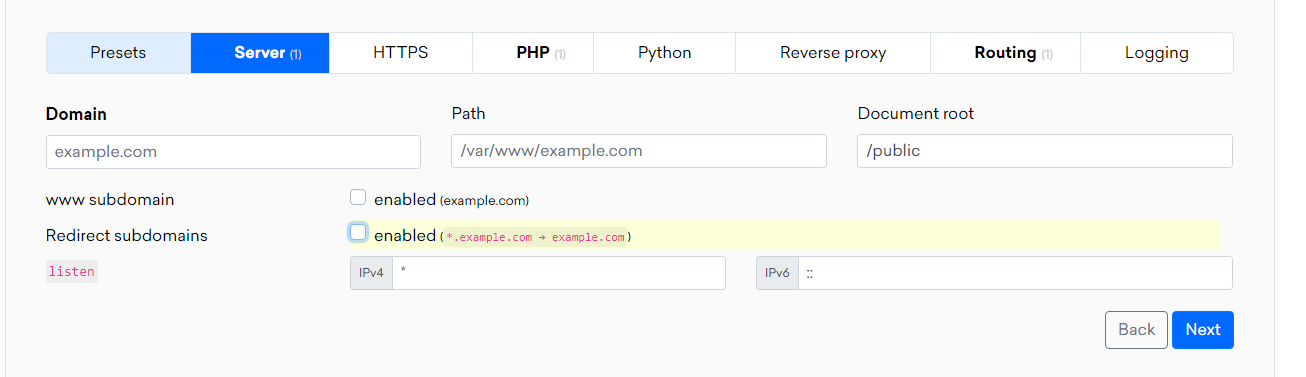 Presets Server (1) HTTPS PHP (1) Python Reverse proxy Routing (1) Logging
Domain Path Document root
example.com /var/www/example.com /public
www subdomain enabled (example.com)
Redirect subdomains enabled (*.example.com → example.com)
listen IPv4 * IPv6 ::
Back Next